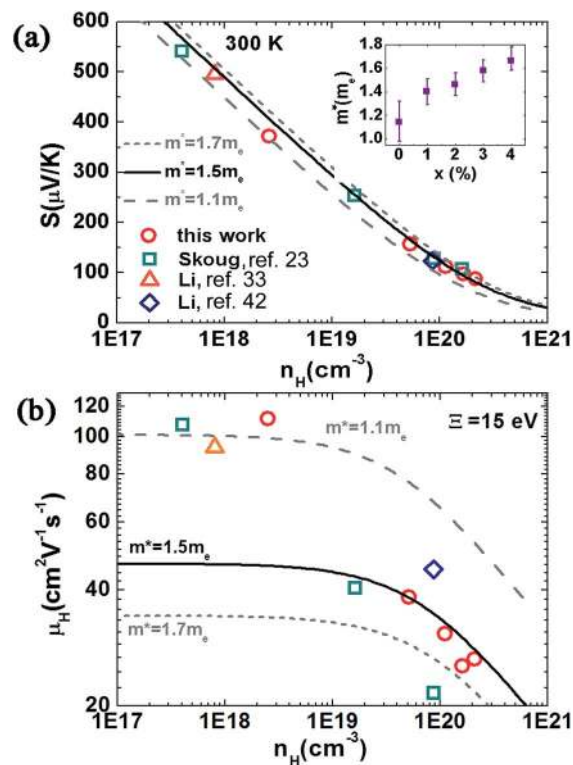 (a)
600
500
400
300
200
100
0
S(μV/K)
300 K
m*=1.7mₑ
m*=1.5mₑ
m*=1.1mₑ
this work
Skoug, ref. 23
Li, ref. 33
Li, ref. 42
1.8
1.6
1.4
1.2
1.0
m*(mₑ)
0 1 2 3 4
x (%)
1E17 1E18 1E19 1E20 1E21
n_H(cm⁻³)
(b)
120
100
80
60
40
20
μ_H(cm²V⁻¹s⁻¹)
m*=1.1mₑ
Ξ =15 eV
m*=1.5mₑ
m*=1.7mₑ
1E17 1E18 1E19 1E20 1E21
n_H(cm⁻³)